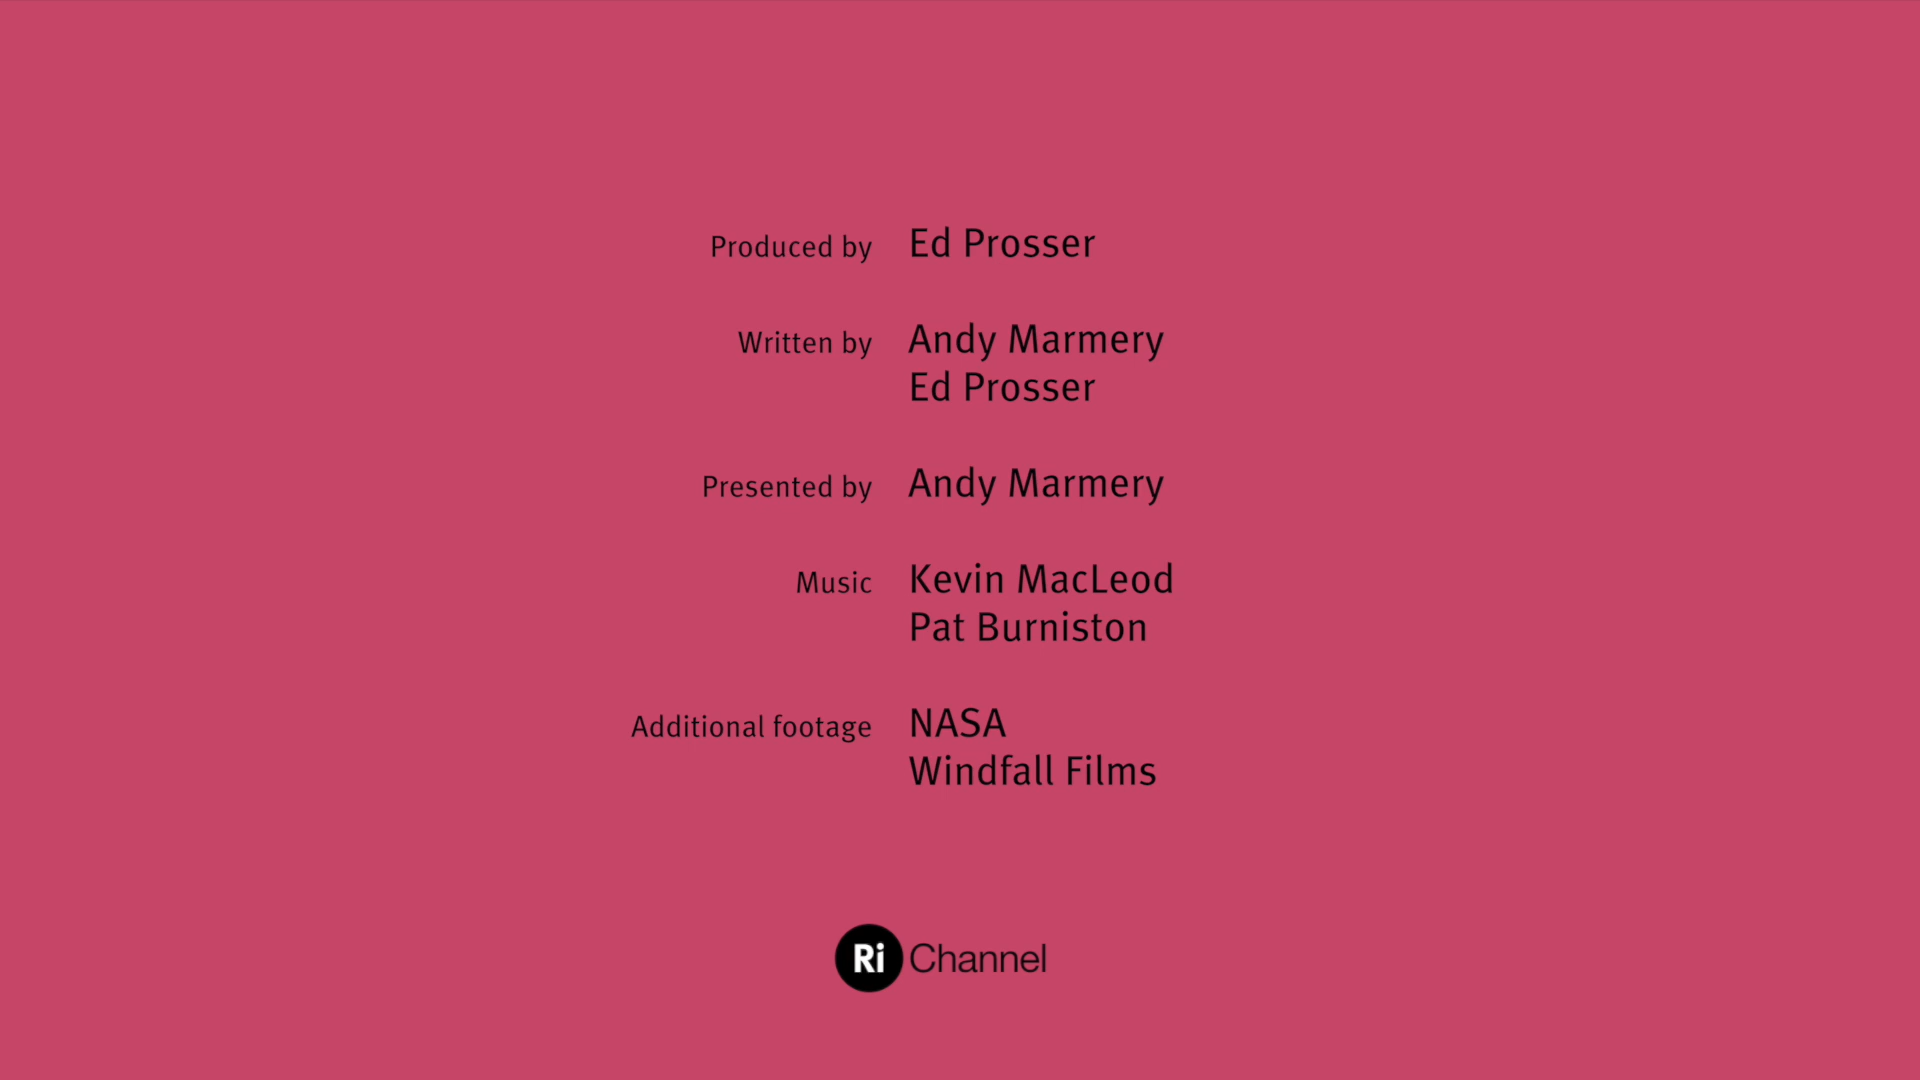 Produced by Ed Prosser
Written by Andy Marmery
Ed Prosser
Presented by Andy Marmery
Music Kevin MacLeod
Pat Burniston
Additional footage NASA
Windfall Films
Ri Channel